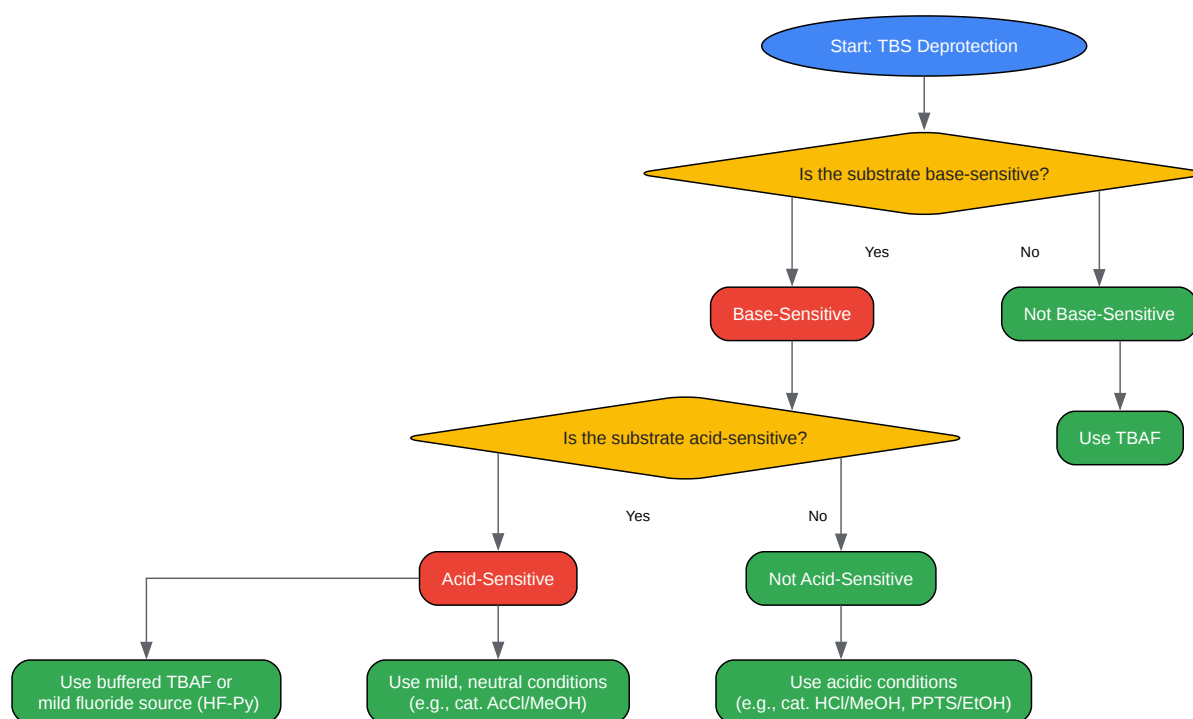 Start: TBS Deprotection
Is the substrate base-sensitive?
Yes
No
Base-Sensitive
Not Base-Sensitive
Is the substrate acid-sensitive?
Use TBAF
Yes
No
Acid-Sensitive
Not Acid-Sensitive
Use buffered TBAF or
mild fluoride source (HF-Py)
Use mild, neutral conditions
(e.g., cat. AcCl/MeOH)
Use acidic conditions
(e.g., cat. HCl/MeOH, PPTS/EtOH)